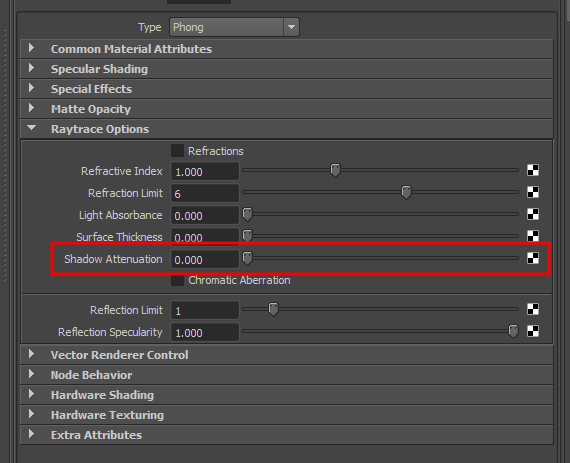 Type Phong
Common Material Attributes
Specular Shading
Special Effects
Matte Opacity
Raytrace Options
Refractions
Refractive Index 1.000
Refraction Limit 6
Light Absorbance 0.000
Surface Thickness 0.000
Shadow Attenuation 0.000
Chromatic Aberration
Reflection Limit 1
Reflection Specularity 1.000
Vector Renderer Control
Node Behavior
Hardware Shading
Hardware Texturing
Extra Attributes